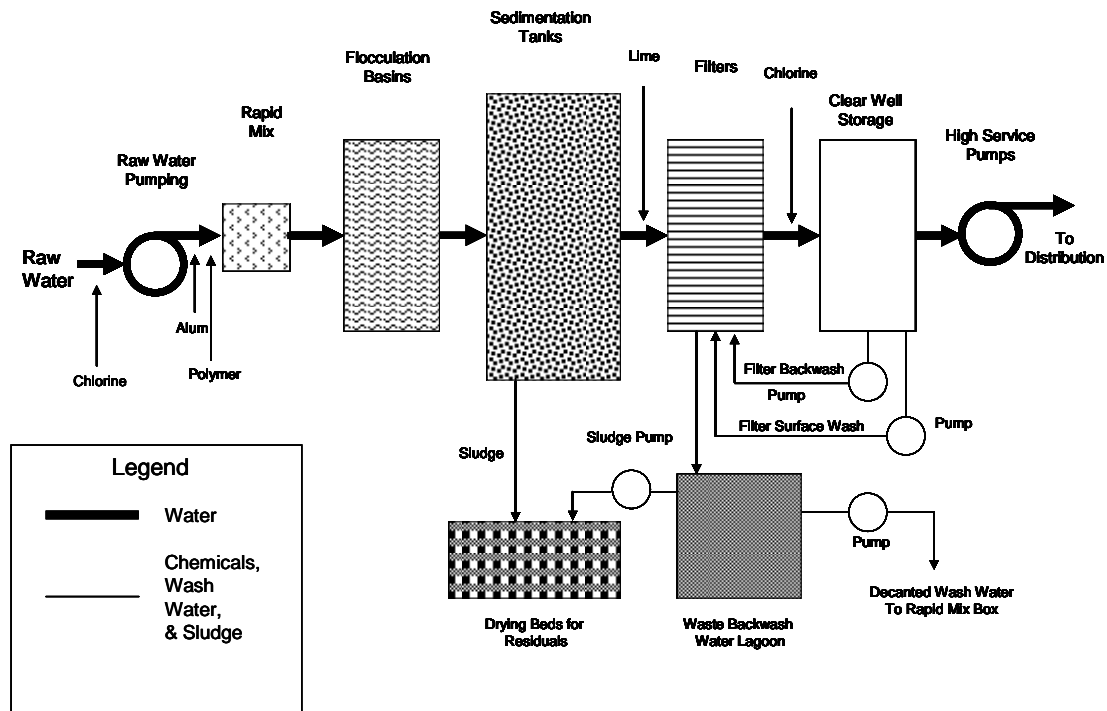 Sedimentation
Tanks
Flocculation
Basins
Lime
Filters
Chlorine
Clear Well
Storage
Rapid
Mix
High Service
Pumps
Raw Water
Pumping
Raw
Water
To
Distribution
Alum
Chlorine
Polymer
Filter Backwash
Pump
Filter Surface Wash
Pump
Sludge Pump
Sludge
Pump
Decanted Wash Water
To Rapid Mix Box
Drying Beds for
Residuals
Waste Backwash
Water Lagoon
Legend
Water
Chemicals,
Wash
Water,
& Sludge